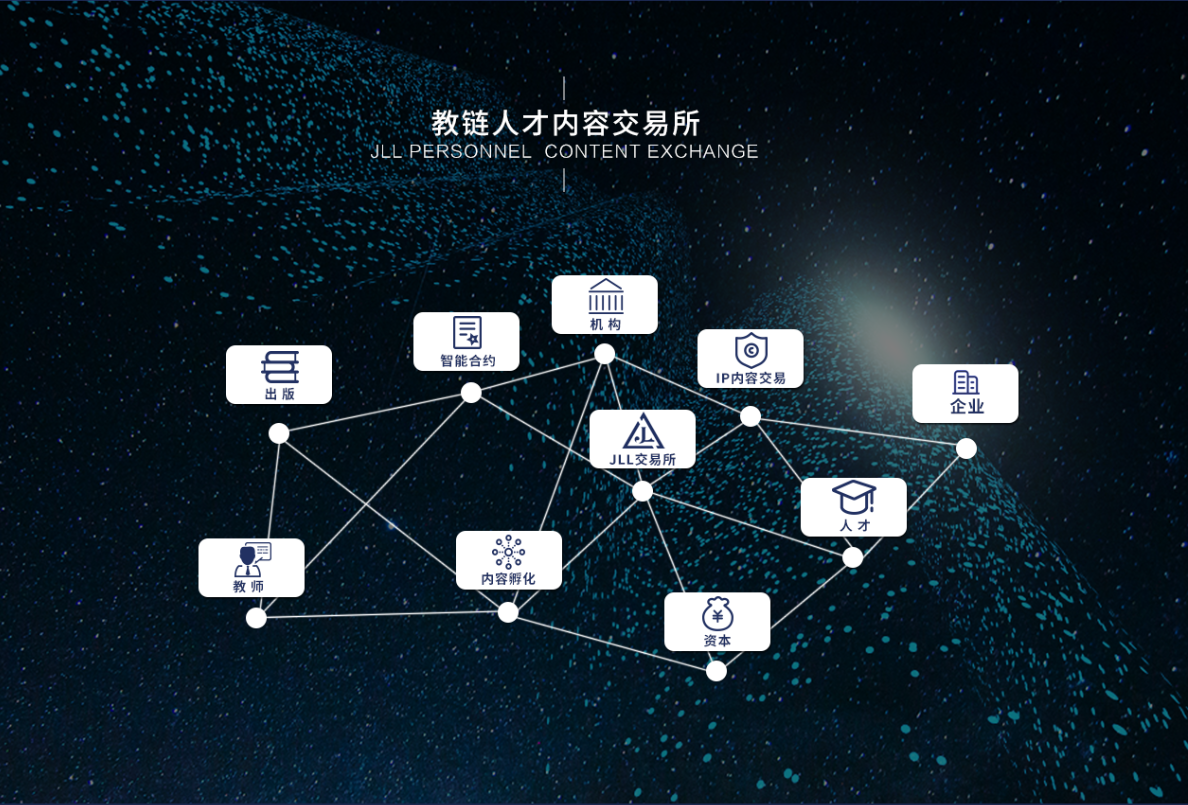 教链人才内容交易所
JLL PERSONNEL CONTENT EXCHANGE
机构
智能合约
IP内容交易
出版
企业
JLL交易所
人才
教师
内容孵化
资本